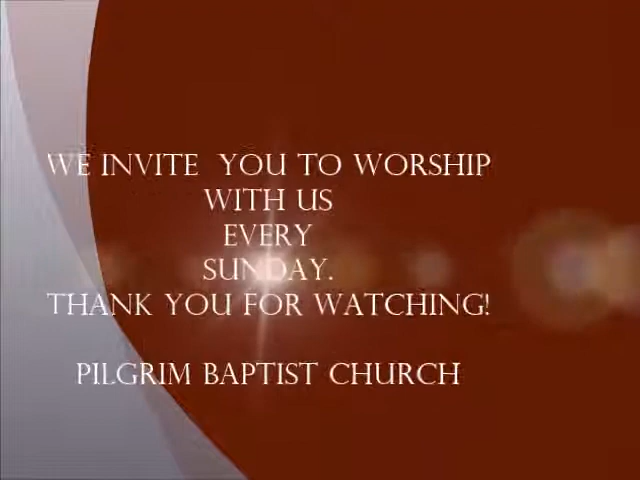 WE INVITE YOU TO WORSHIP
WITH US
EVERY
SUNDAY.
THANK YOU FOR WATCHING!
PILGRIM BAPTIST CHURCH